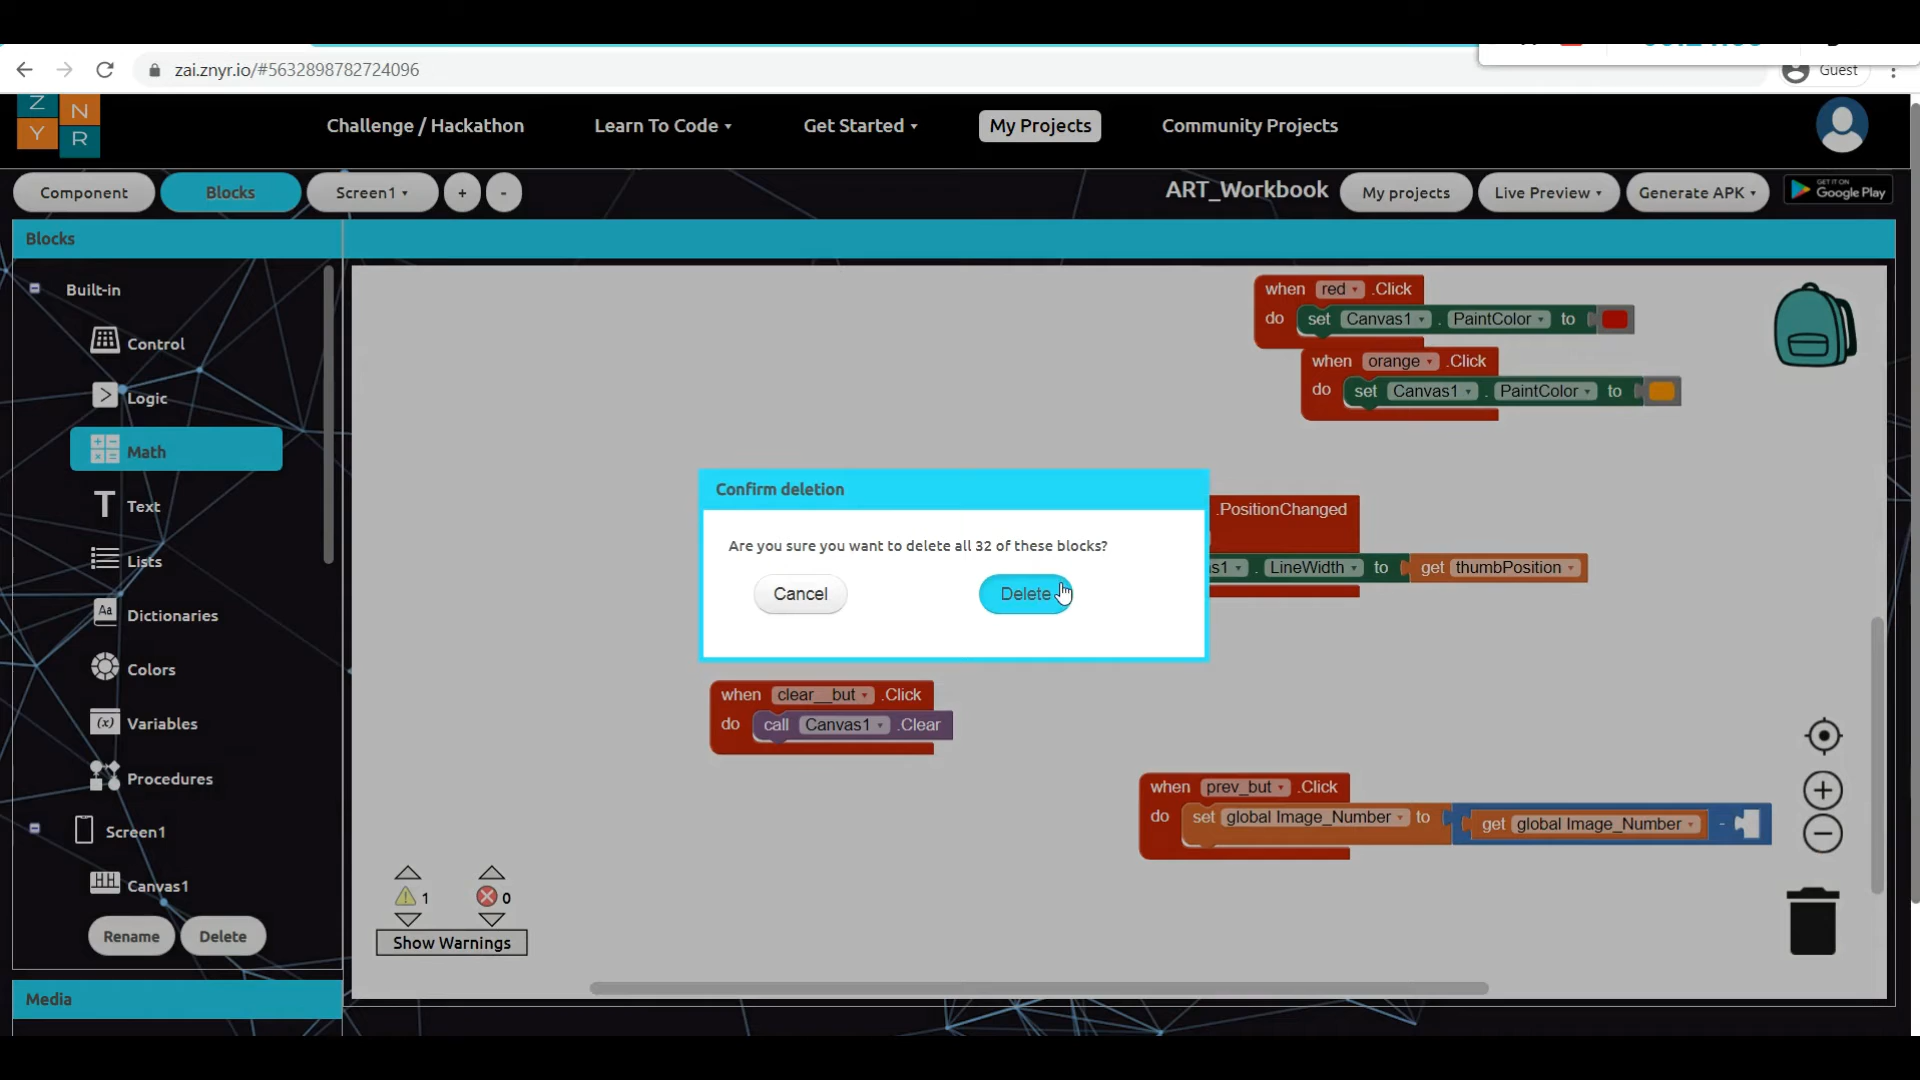 zai.znyr.io/#5632898782724096
Guest
Z N
Y R
Challenge / Hackathon
Learn To Code
Get Started
My Projects
Community Projects
Component
Blocks
Screen1
+
-
ART_Workbook
My projects
Live Preview
Generate APK
GET IT ON
Google Play
Blocks
Built-in
Control
Logic
Math
Text
Lists
Dictionaries
Colors
Variables
Procedures
Screen1
Canvas1
Rename
Delete
Media
when red .Click
do set Canvas1 . PaintColor to
when orange .Click
do set Canvas1 . PaintColor to
.PositionChanged
s1 . LineWidth to get thumbPosition
Confirm deletion
Are you sure you want to delete all 32 of these blocks?
Cancel
Delete
when clear__but .Click
do call Canvas1 .Clear
when prev_but .Click
do set global Image_Number to get global Image_Number -
1
0
Show Warnings